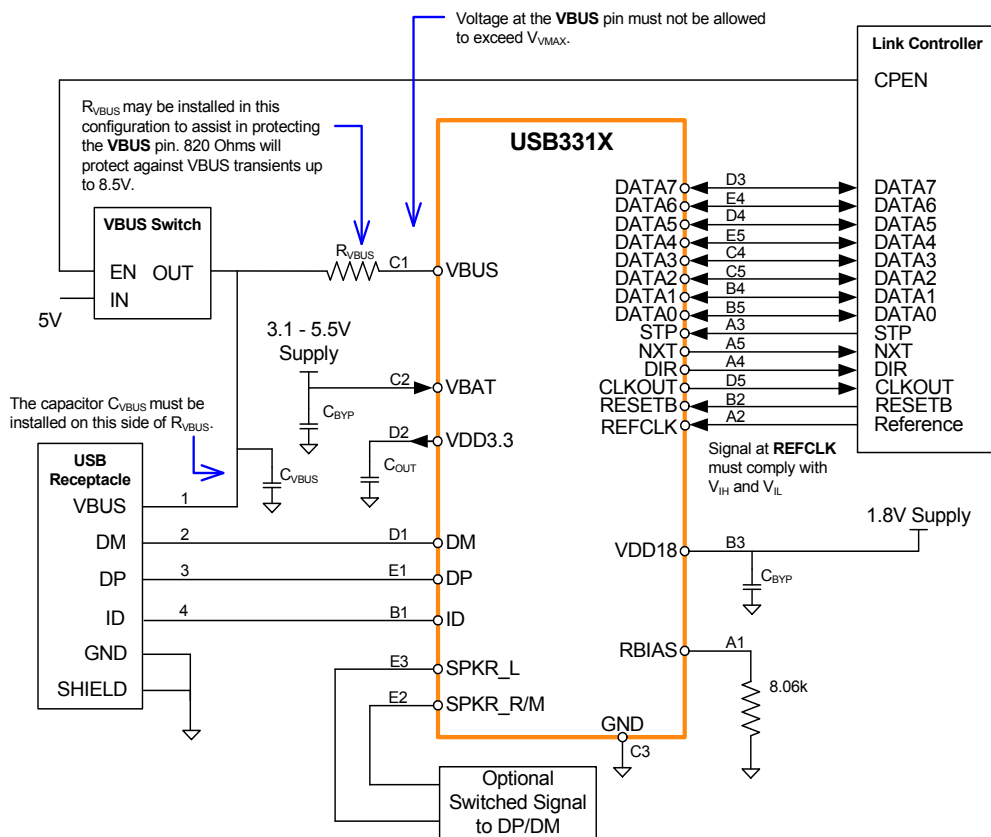 Voltage at the VBUS pin must not be allowed
to exceed VVMAX.
Link Controller
CPEN
RVBUS may be installed in this
configuration to assist in protecting
the VBUS pin. 820 Ohms will
protect against VBUS transients up
to 8.5V.
USB331X
VBUS Switch
EN OUT
IN
5V
RVBUS
C1
VBUS
3.1 - 5.5V
Supply
C2
VBAT
CBYP
D2
VDD3.3
COUT
The capacitor CVBUS must be
installed on this side of RVBUS.
CVBUS
USB
Receptacle
VBUS 1
DM 2 D1 DM
DP 3 E1 DP
ID 4 B1 ID
GND
SHIELD
E3 SPKR_L
E2 SPKR_R/M
DATA7 D3 DATA7
DATA6 E4 DATA6
DATA5 D4 DATA5
DATA4 E5 DATA4
DATA3 C4 DATA3
DATA2 C5 DATA2
DATA1 B4 DATA1
DATA0 B5 DATA0
STP A3 STP
NXT A5 NXT
DIR A4 DIR
CLKOUT D5 CLKOUT
RESETB B2 RESETB
REFCLK A2 Reference
Signal at REFCLK
must comply with
VIH and VIL
1.8V Supply
VDD18 B3
CBYP
RBIAS A1
8.06k
GND
C3
Optional
Switched Signal
to DP/DM